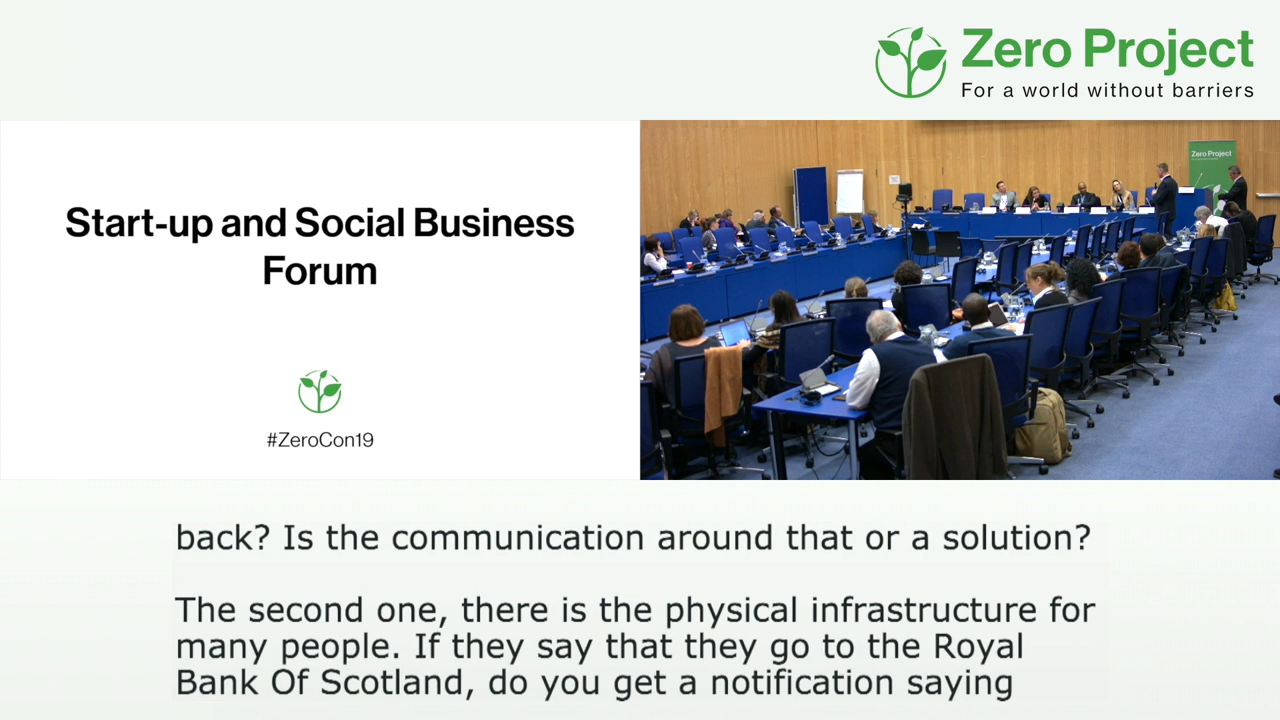 Zero Project
For a world without barriers
Start-up and Social Business
Forum
#ZeroCon19
Zero Project
back? Is the communication around that or a solution?
The second one, there is the physical infrastructure for
many people. If they say that they go to the Royal
Bank Of Scotland, do you get a notification saying